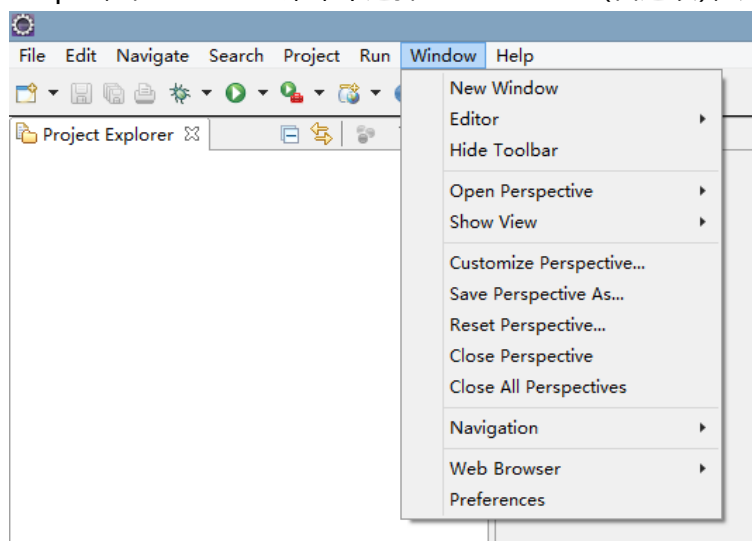 File Edit Navigate Search Project Run Window Help
Project Explorer
New Window
Editor
Hide Toolbar
Open Perspective
Show View
Customize Perspective...
Save Perspective As...
Reset Perspective...
Close Perspective
Close All Perspectives
Navigation
Web Browser
Preferences